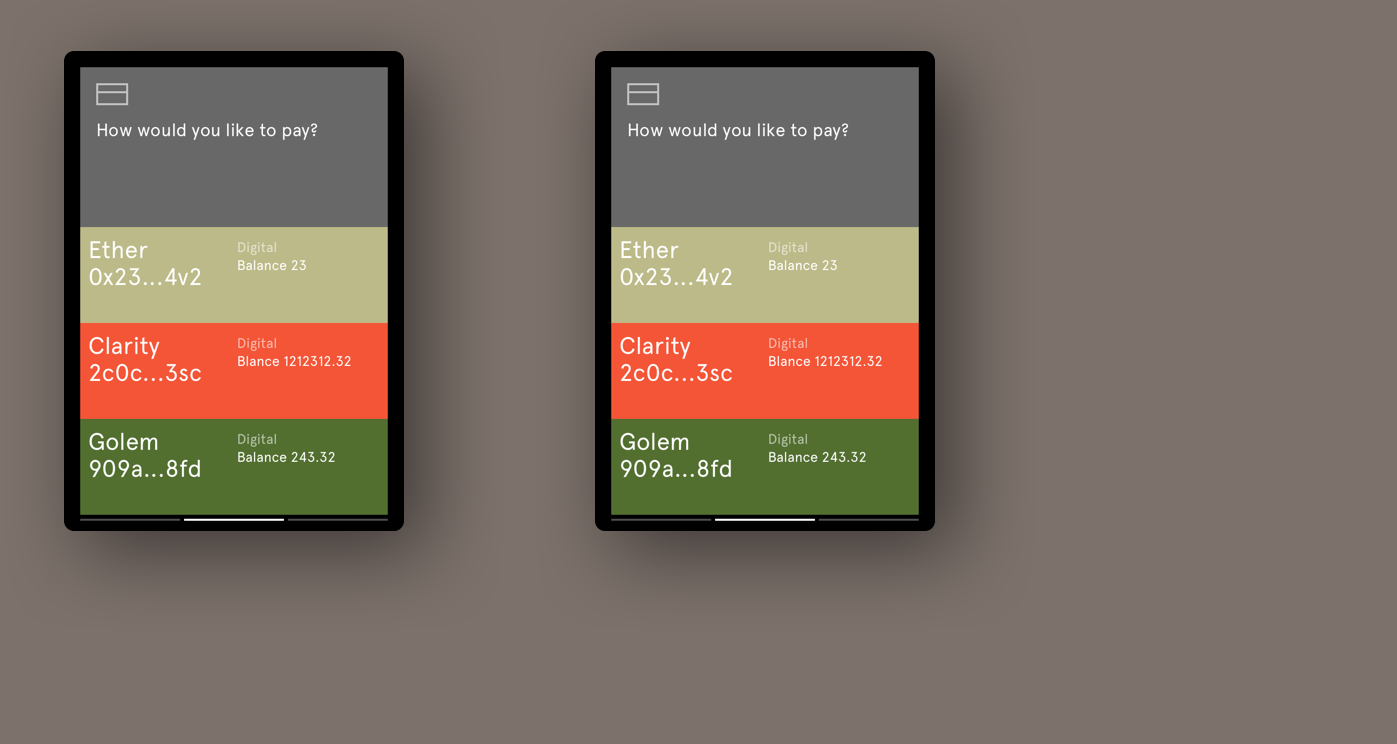 How would you like to pay?
Ether
0x23...4v2
Digital
Balance 23
Clarity
2c0c...3sc
Digital
Blance 1212312.32
Golem
909a...8fd
Digital
Balance 243.32
How would you like to pay?
Ether
0x23...4v2
Digital
Balance 23
Clarity
2c0c...3sc
Digital
Blance 1212312.32
Golem
909a...8fd
Digital
Balance 243.32